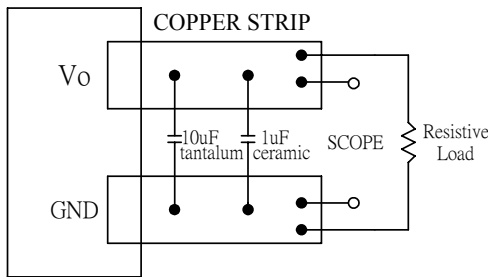 COPPER STRIP
Vo
10uF
tantalum
1uF
ceramic
SCOPE
Resistive
Load
GND